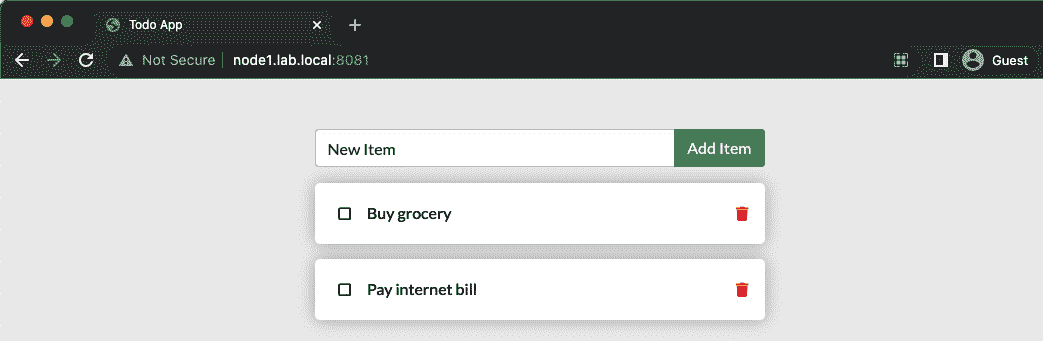 Todo App
Not Secure node1.lab.local:8081 Guest
New Item Add Item
Buy grocery
Pay internet bill